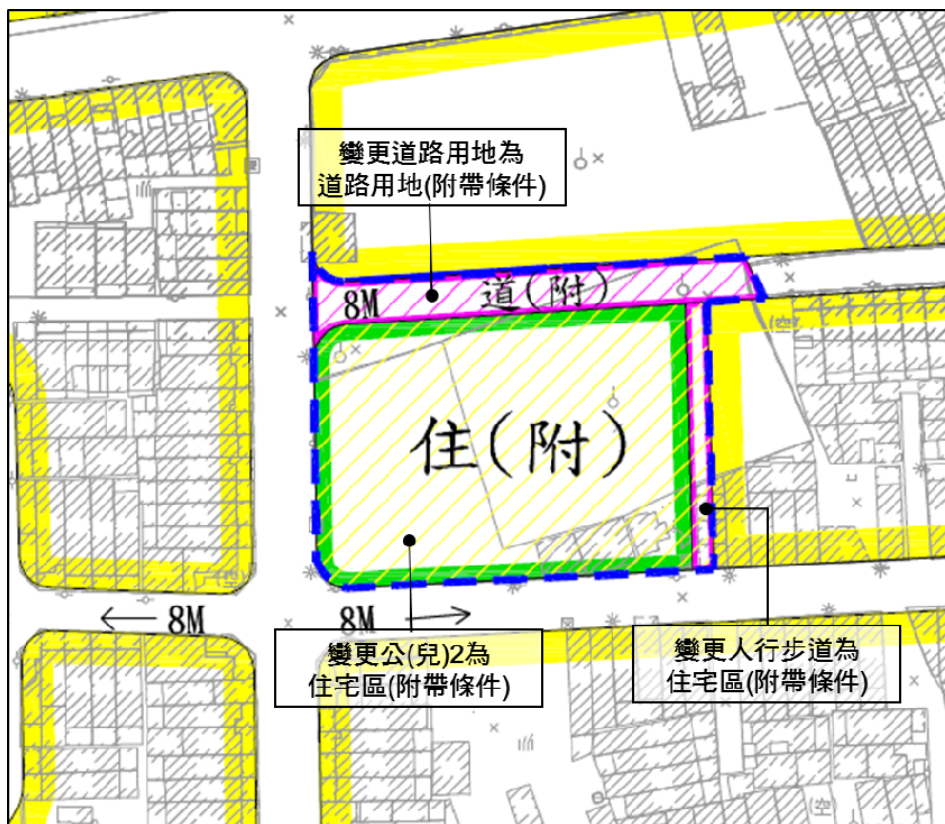 變更道路用地為
道路用地(附帶條件)
8M
道(附)
住(附)
(空)
8M
8M
變更公(兒)2為
住宅區(附帶條件)
變更人行步道為
住宅區(附帶條件)
(空)